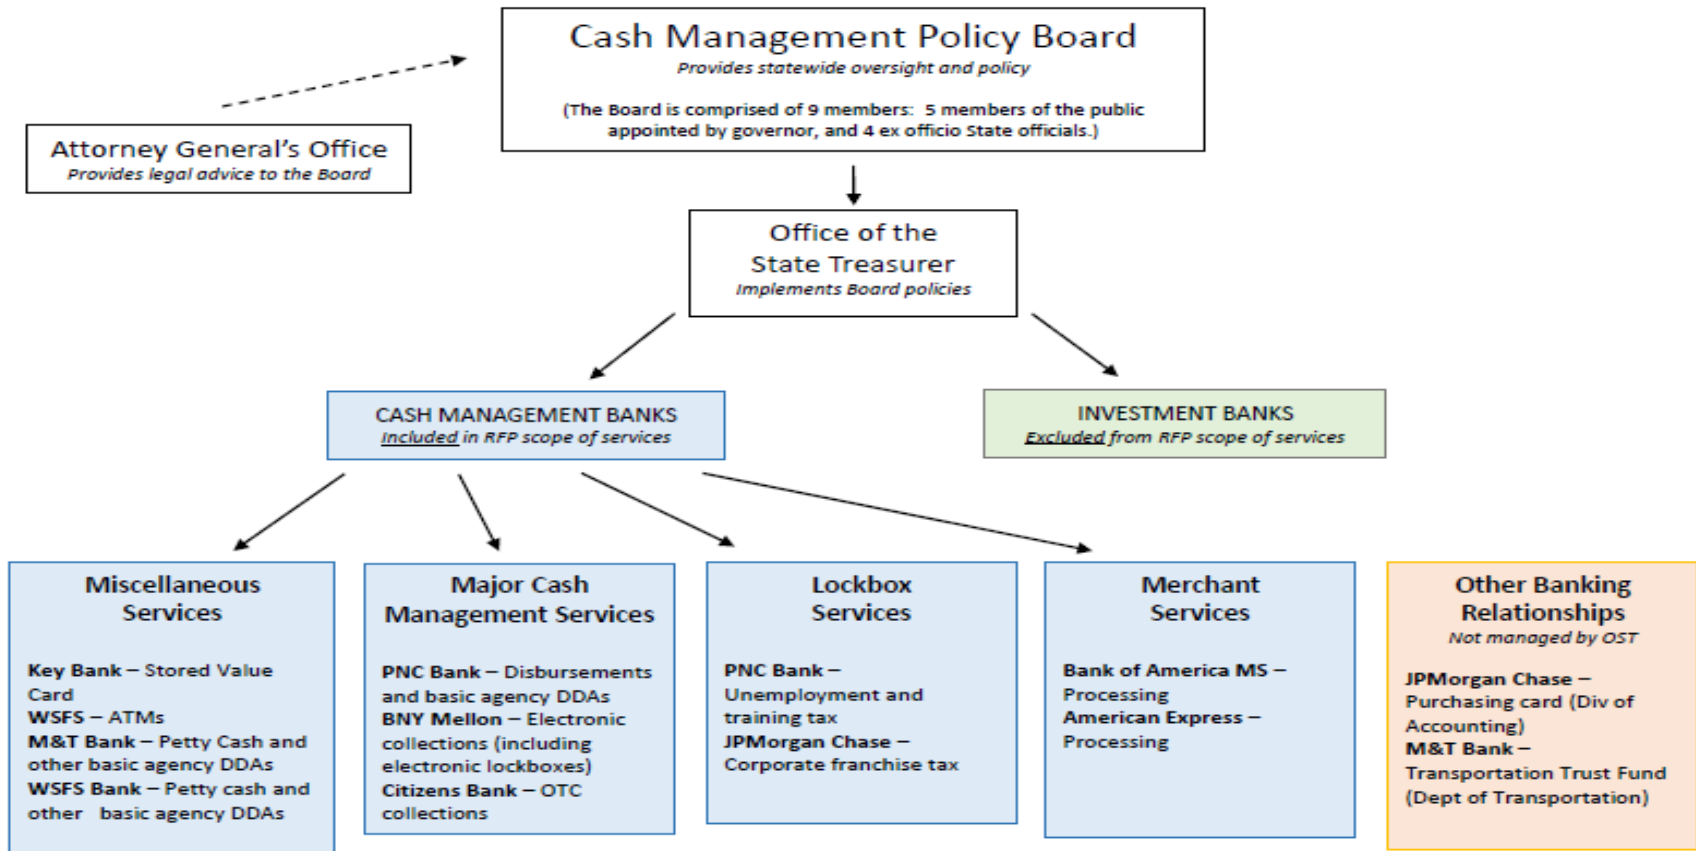 Cash Management Policy Board
Provides statewide oversight and policy
(The Board is comprised of 9 members: 5 members of the public
appointed by governor, and 4 ex officio State officials.)
Attorney General's Office
Provides legal advice to the Board
Office of the
State Treasurer
Implements Board policies
CASH MANAGEMENT BANKS
Included in RFP scope of services
INVESTMENT BANKS
Excluded from RFP scope of services
Miscellaneous
Services
Key Bank – Stored Value
Card
WSFS – ATMs
M&T Bank – Petty Cash and
other basic agency DDAs
WSFS Bank – Petty cash and
other basic agency DDAs
Major Cash
Management Services
PNC Bank – Disbursements
and basic agency DDAs
BNY Mellon – Electronic
collections (including
electronic lockboxes)
Citizens Bank – OTC
collections
Lockbox
Services
PNC Bank –
Unemployment and
training tax
JPMorgan Chase –
Corporate franchise tax
Merchant
Services
Bank of America MS –
Processing
American Express –
Processing
Other Banking
Relationships
Not managed by OST
JPMorgan Chase –
Purchasing card (Div of
Accounting)
M&T Bank –
Transportation Trust Fund
(Dept of Transportation)